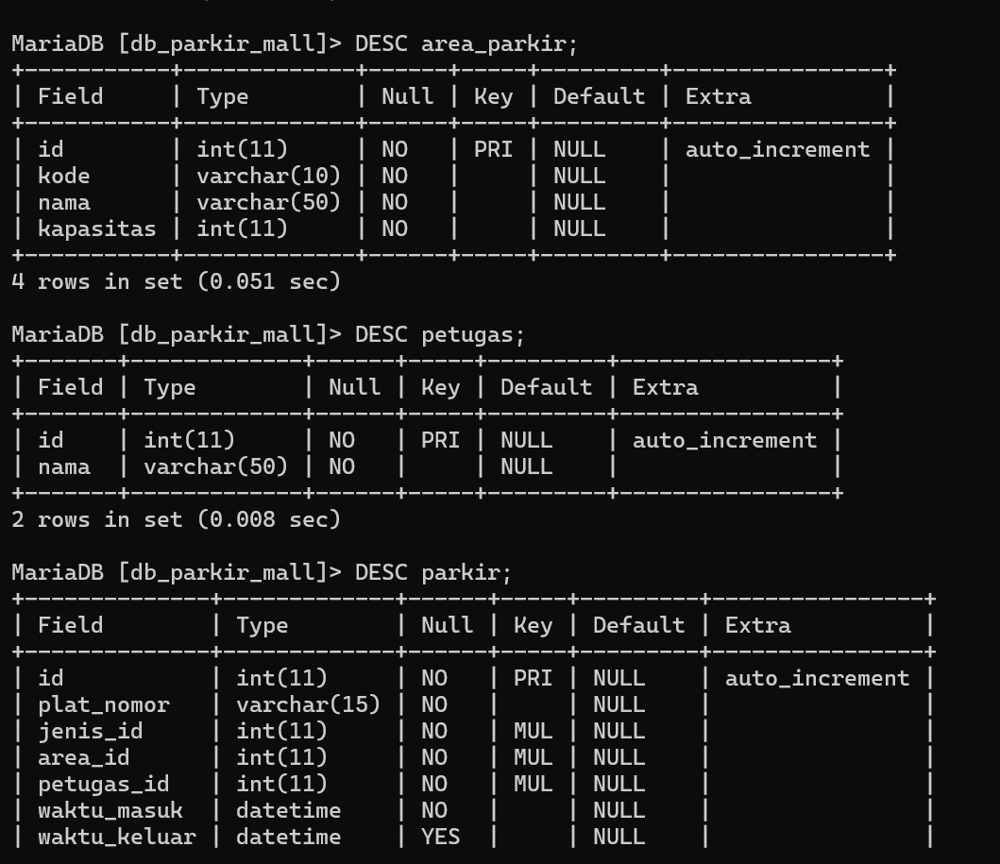 MariaDB [db_parkir_mall]> DESC area_parkir;
+-----------+-------------+------+-----+---------+----------------+
| Field     | Type        | Null | Key | Default | Extra          |
+-----------+-------------+------+-----+---------+----------------+
| id        | int(11)     | NO   | PRI | NULL    | auto_increment |
| kode      | varchar(10) | NO   |     | NULL    |                |
| nama      | varchar(50) | NO   |     | NULL    |                |
| kapasitas | int(11)     | NO   |     | NULL    |                |
+-----------+-------------+------+-----+---------+----------------+
4 rows in set (0.051 sec)
MariaDB [db_parkir_mall]> DESC petugas;
+-------+-------------+------+-----+---------+----------------+
| Field | Type        | Null | Key | Default | Extra          |
+-------+-------------+------+-----+---------+----------------+
| id    | int(11)     | NO   | PRI | NULL    | auto_increment |
| nama  | varchar(50) | NO   |     | NULL    |                |
+-------+-------------+------+-----+---------+----------------+
2 rows in set (0.008 sec)
MariaDB [db_parkir_mall]> DESC parkir;
+--------------+-------------+------+-----+---------+----------------+
| Field        | Type        | Null | Key | Default | Extra          |
+--------------+-------------+------+-----+---------+----------------+
| id           | int(11)     | NO   | PRI | NULL    | auto_increment |
| plat_nomor   | varchar(15) | NO   |     | NULL    |                |
| jenis_id     | int(11)     | NO   | MUL | NULL    |                |
| area_id      | int(11)     | NO   | MUL | NULL    |                |
| petugas_id   | int(11)     | NO   | MUL | NULL    |                |
| waktu_masuk  | datetime    | NO   |     | NULL    |                |
| waktu_keluar | datetime    | YES  |     | NULL    |                |